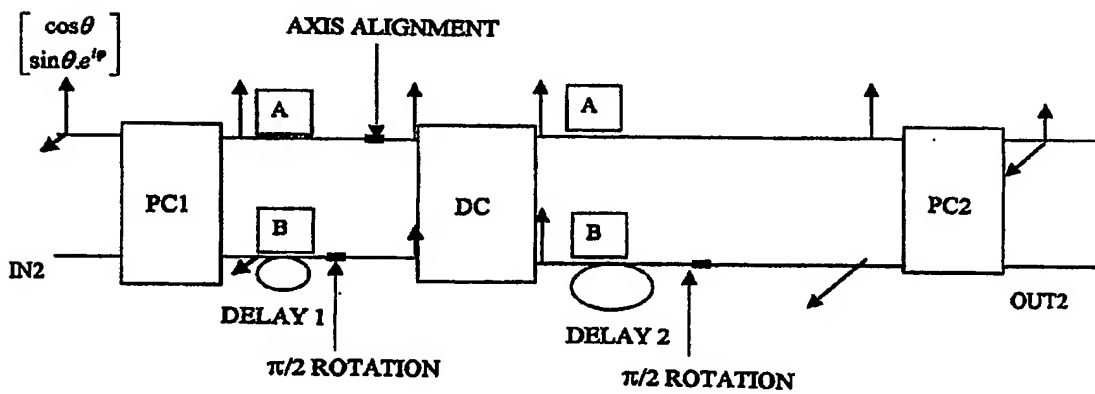 cosθ
sinθ.e^{iφ}
AXIS ALIGNMENT
A
A
PC1
DC
PC2
B
B
IN2
OUT2
DELAY 1
DELAY 2
π/2 ROTATION
π/2 ROTATION